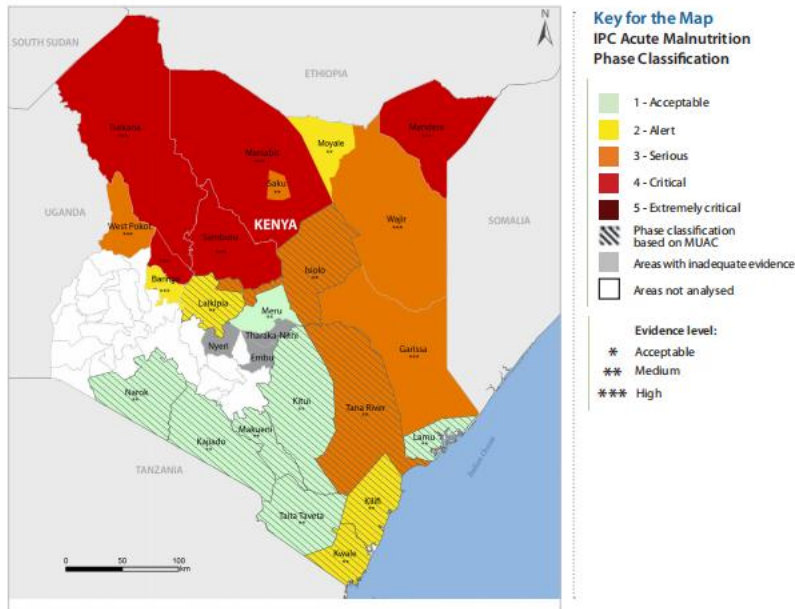 Key for the Map
IPC Acute Malnutrition
Phase Classification
1 - Acceptable
2 - Alert
3 - Serious
4 - Critical
5 - Extremely critical
Phase classification
based on MUAC
Areas with inadequate evidence
Areas not analysed
Evidence level:
* Acceptable
** Medium
*** High
N
SOUTH SUDAN
ETHIOPIA
UGANDA
KENYA
SOMALIA
TANZANIA
Turkana
***
Marsabit
***
Saku
**
Moyale
**
Mandera
***
Wajir
***
West Pokot
***
Samburu
***
Isiolo
**
Baringo
***
Laikipia
**
Meru
**
Nyeri
Tharaka-Nithi
Embu
Garissa
***
Narok
**
Kitui
**
Tana River
**
Lamu
**
Kajiado
**
Makueni
**
Taita Taveta
**
Kilifi
**
Kwale
**
0 50 100
km